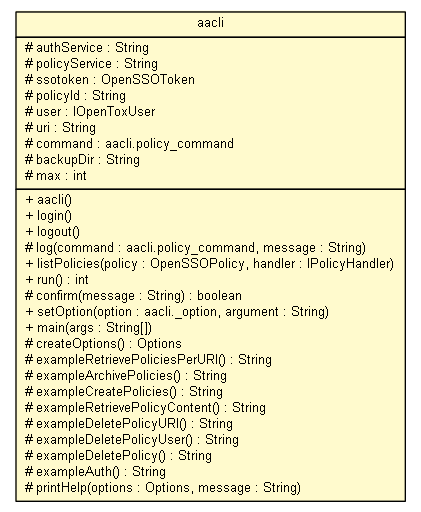 aacli
# authService : String
# policyService : String
# ssotoken : OpenSSOToken
# policyId : String
# user : IOpenToxUser
# uri : String
# command : aacli.policy_command
# backupDir : String
# max : int
+ aacli()
+ login()
+ logout()
# log(command : aacli.policy_command, message : String)
+ listPolicies(policy : OpenSSOPolicy, handler : IPolicyHandler)
+ run() : int
# confirm(message : String) : boolean
+ setOption(option : aacli._option, argument : String)
+ main(args : String[])
# createOptions() : Options
# exampleRetrievePoliciesPerURI() : String
# exampleArchivePolicies() : String
# exampleCreatePolicies() : String
# exampleRetrievePolicyContent() : String
# exampleDeletePolicyURI() : String
# exampleDeletePolicyUser() : String
# exampleDeletePolicy() : String
# exampleAuth() : String
# printHelp(options : Options, message : String)